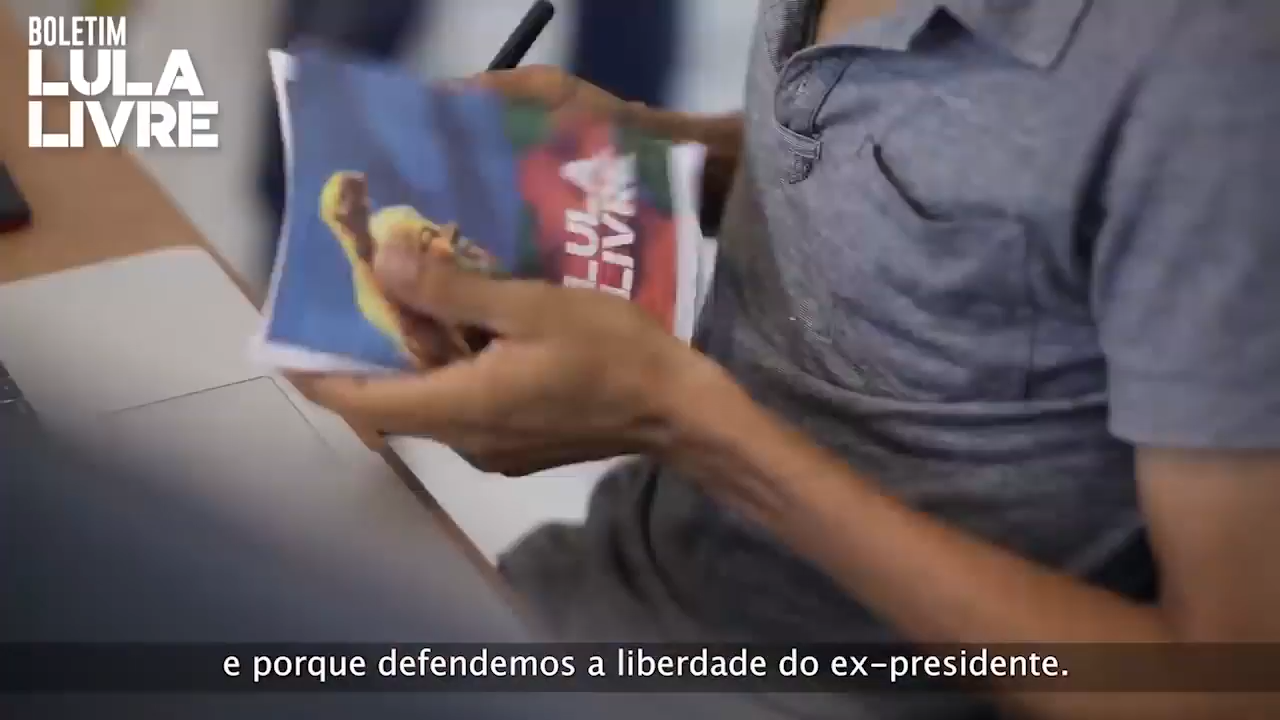 BOLETIM
LULA
LIVRE
LULA
LIVRE
e porque defendemos a liberdade do ex-presidente.